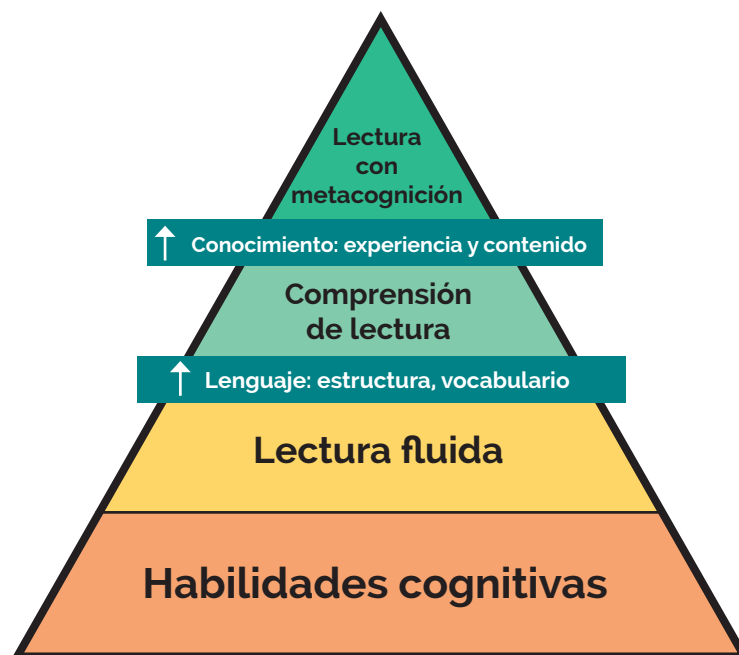 Lectura
con
metacognición
Conocimiento: experiencia y contenido
Comprensión
de lectura
Lenguaje: estructura, vocabulario
Lectura fluida
Habilidades cognitivas